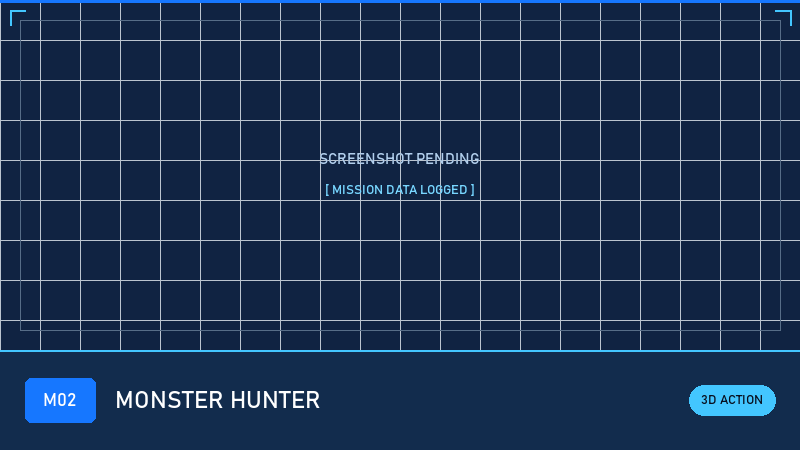 SCREENSHOT PENDING
[ MISSION DATA LOGGED ]
M02
MONSTER HUNTER
3D ACTION